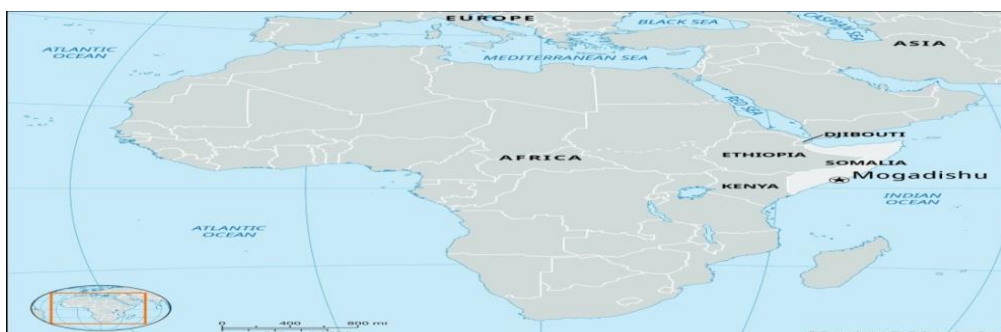 EUROPE
BLACK SEA
CASPIAN
SEA
ATLANTIC
OCEAN
ASIA
MEDITERRANEAN SEA
RED SEA
DJIBOUTI
AFRICA
ETHIOPIA
SOMALIA
Mogadishu
KENYA
INDIAN
OCEAN
ATLANTIC
OCEAN
0 400 800 mi